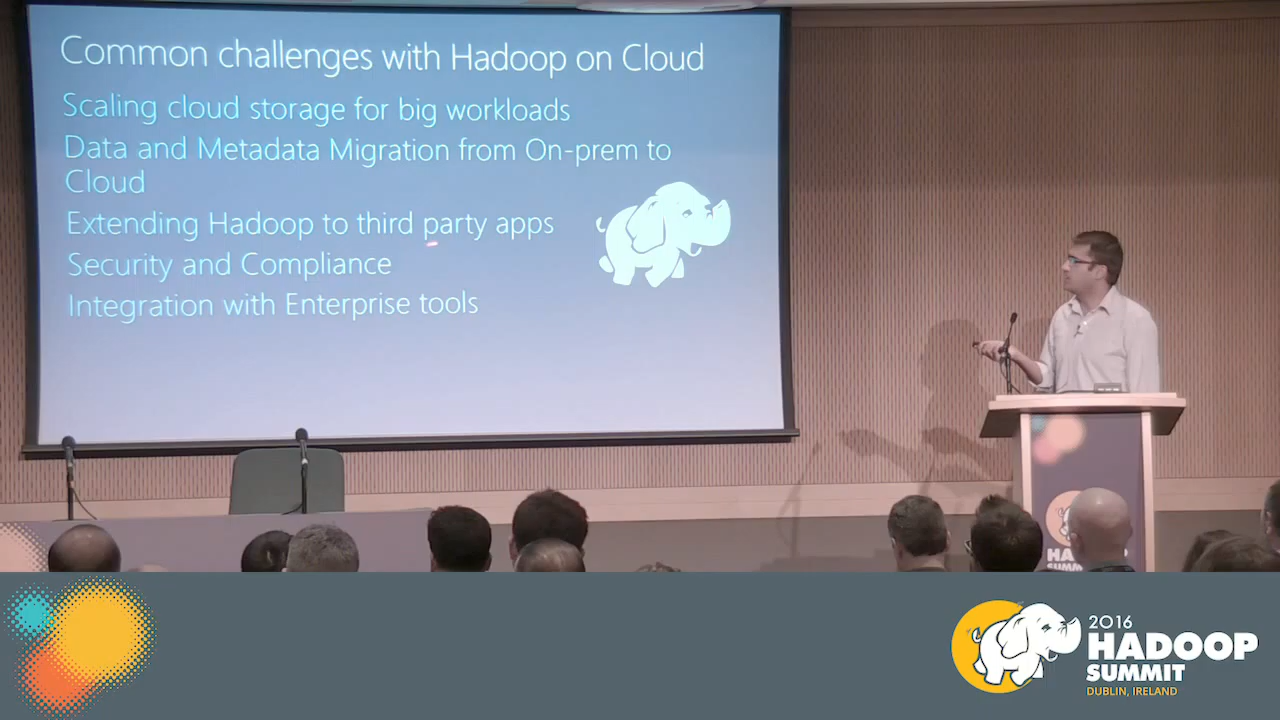 Common challenges with Hadoop on Cloud
Scaling cloud storage for big workloads
Data and Metadata Migration from On-prem to
Cloud
Extending Hadoop to third party apps
Security and Compliance
Integration with Enterprise tools
HADOOP
SUMMIT
2016
HADOOP
SUMMIT
DUBLIN, IRELAND